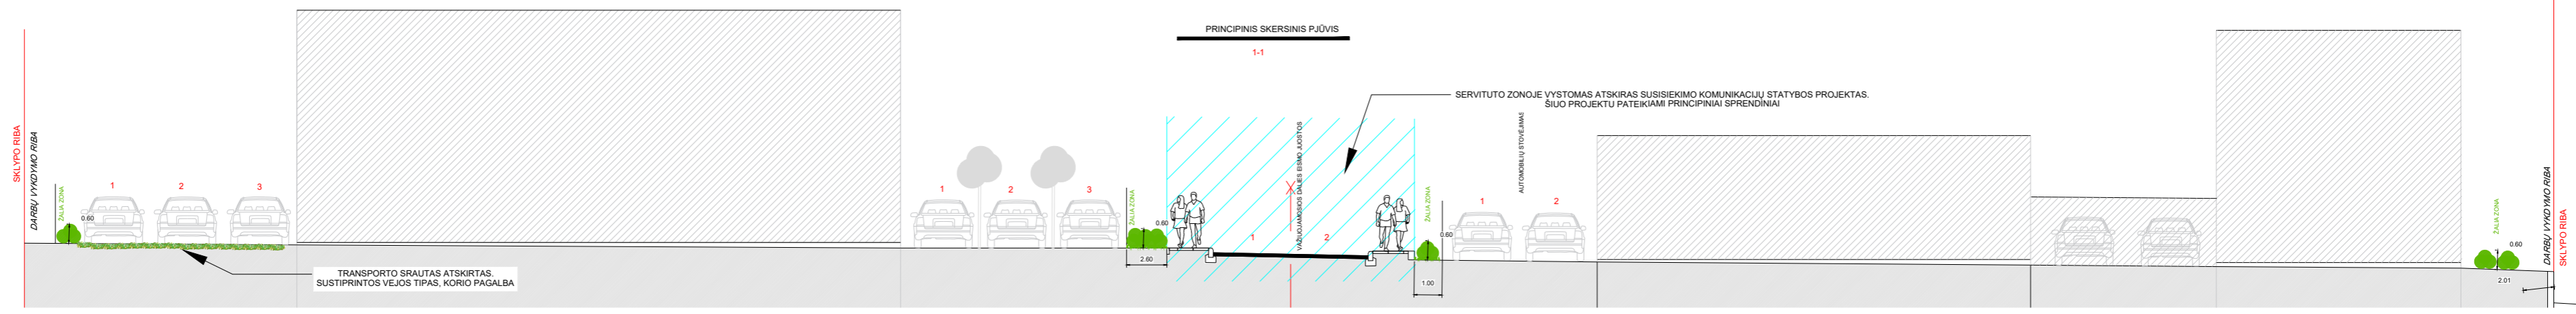 PRINCIPINIS SKERSINIS PJŪVIS
1-1
SERVITUTO ZONOJE VYSTOMAS ATSKIRAS SUSISIEKIMO KOMUNIKACIJŲ STATYBOS PROJEKTAS.
ŠIUO PROJEKTU PATEIKIAMI PRINCIPINIAI SPRENDINIAI
SKLYPO RIBA
DARBŲ VYKDYMO RIBA
ŽALIA ZONA
0.60
1
2
3
TRANSPORTO SRAUTAS ATSKIRTAS.
SUSTIPRINTOS VEJOS TIPAS, KORIO PAGALBA
1
2
3
ŽALIA ZONA
0.60
2.60
1
VAŽIUOJAMOSIOS DALIES EISMO JUOSTOS
2
ŽALIA ZONA
0.60
1.00
1
AUTOMOBILIŲ STOVĖJIMAS
2
ŽALIA ZONA
0.60
2.01
DARBŲ VYKDYMO RIBA
SKLYPO RIBA